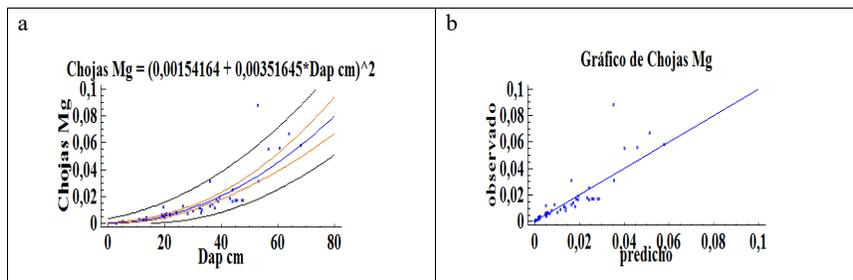 a
Chojas Mg = (0,00154164 + 0,00351645*Dap cm)^2
Chojas Mg
0,1
0,08
0,06
0,04
0,02
0
0 20 40 60 80
Dap cm
b
Gráfico de Chojas Mg
observado
0,1
0,08
0,06
0,04
0,02
0
0 0,02 0,04 0,06 0,08 0,1
predicho